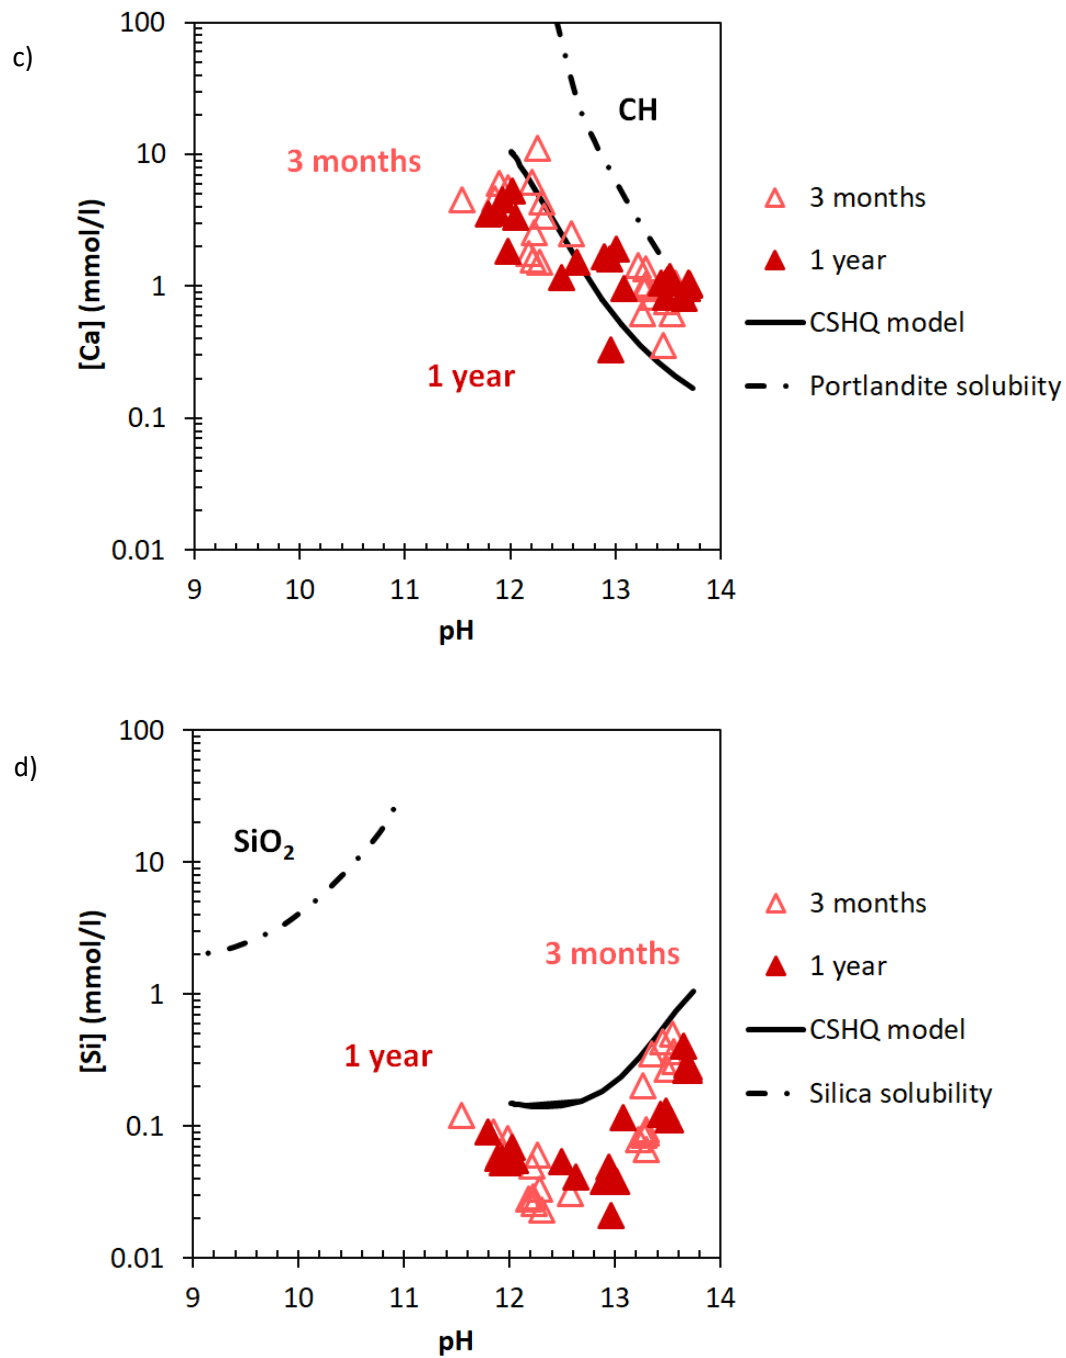 c)
100
10
1
0.1
0.01
[Ca] (mmol/l)
CH
3 months
1 year
9 10 11 12 13 14
pH
3 months
1 year
CSHQ model
Portlandite solubiity
d)
100
10
1
0.1
0.01
[Si] (mmol/l)
SiO₂
3 months
1 year
9 10 11 12 13 14
pH
3 months
1 year
CSHQ model
Silica solubility